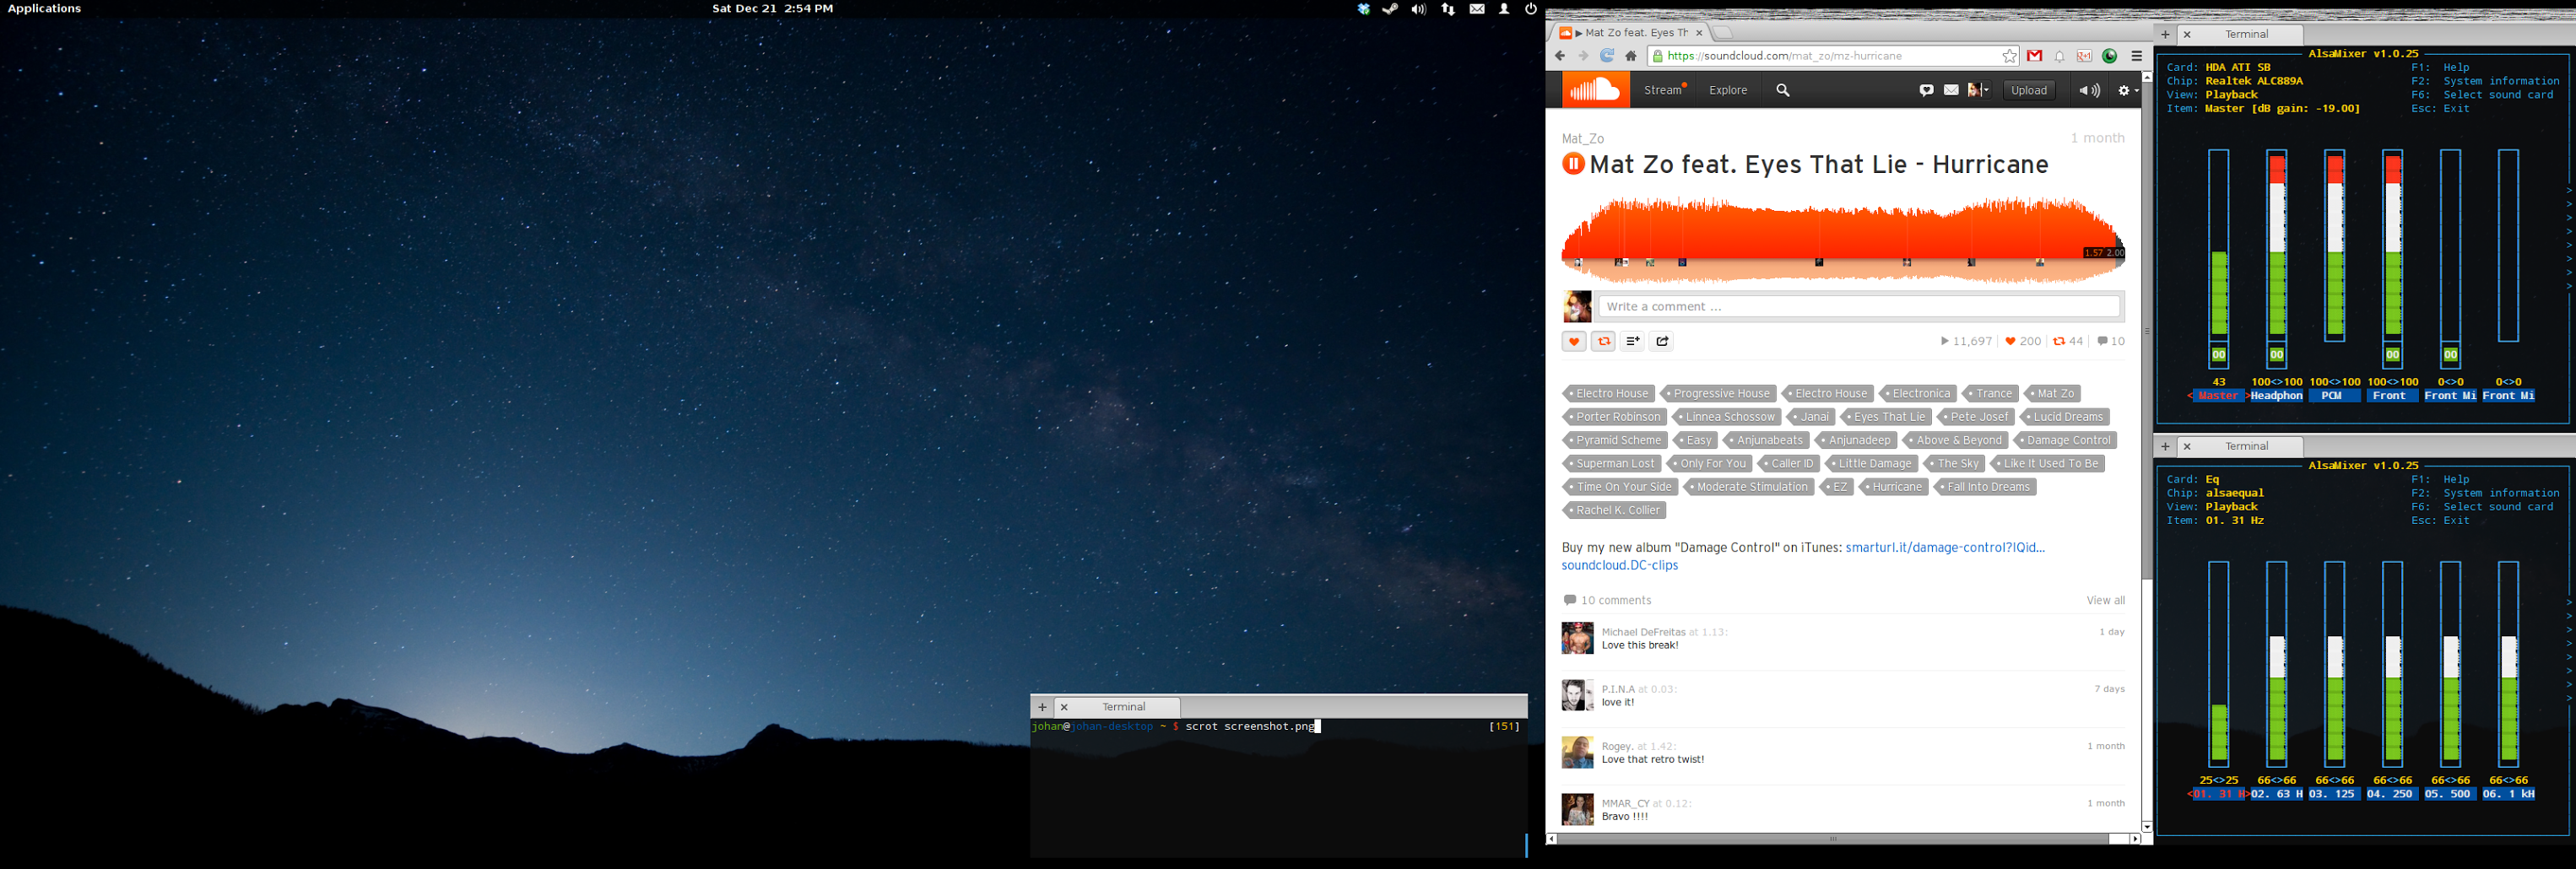 Applications
Sat Dec 21 2:54 PM
+ × Terminal
johan@johan-desktop ~ $ scrot screenshot.png [151]
▶ Mat Zo feat. Eyes Th ×
https://soundcloud.com/mat_zo/mz-hurricane
Stream Explore Upload
Mat_Zo 1 month
Mat Zo feat. Eyes That Lie - Hurricane
1.57 2.00
Write a comment ...
11,697 200 44 10
Electro House Progressive House Electro House Electronica Trance Mat Zo
Porter Robinson Linnea Schossow Janai Eyes That Lie Pete Josef Lucid Dreams
Pyramid Scheme Easy Anjunabeats Anjunadeep Above & Beyond Damage Control
Superman Lost Only For You Caller ID Little Damage The Sky Like It Used To Be
Time On Your Side Moderate Stimulation EZ Hurricane Fall Into Dreams
Rachel K. Collier
Buy my new album "Damage Control" on iTunes: smarturl.it/damage-control?IQid...
soundcloud.DC-clips
10 comments View all
Michael DeFreitas at 1.13: 1 day
Love this break!
P.I.N.A at 0.03: 7 days
love it!
Rogey. at 1.42: 1 month
Love that retro twist!
MMAR_CY at 0.12: 1 month
Bravo !!!!
+ × Terminal
AlsaMixer v1.0.25
Card: HDA ATI SB F1: Help
Chip: Realtek ALC889A F2: System information
View: Playback F6: Select sound card
Item: Master [dB gain: -19.00] Esc: Exit
00 00 00 00
43 100<>100 100<>100 100<>100 0<>0 0<>0
< Master >Headphon PCM Front Front Mi Front Mi
+ × Terminal
AlsaMixer v1.0.25
Card: Eq F1: Help
Chip: alsaequal F2: System information
View: Playback F6: Select sound card
Item: 01. 31 Hz Esc: Exit
25<>25 66<>66 66<>66 66<>66 66<>66 66<>66
<01. 31 H>02. 63 H 03. 125 04. 250 05. 500 06. 1 kH